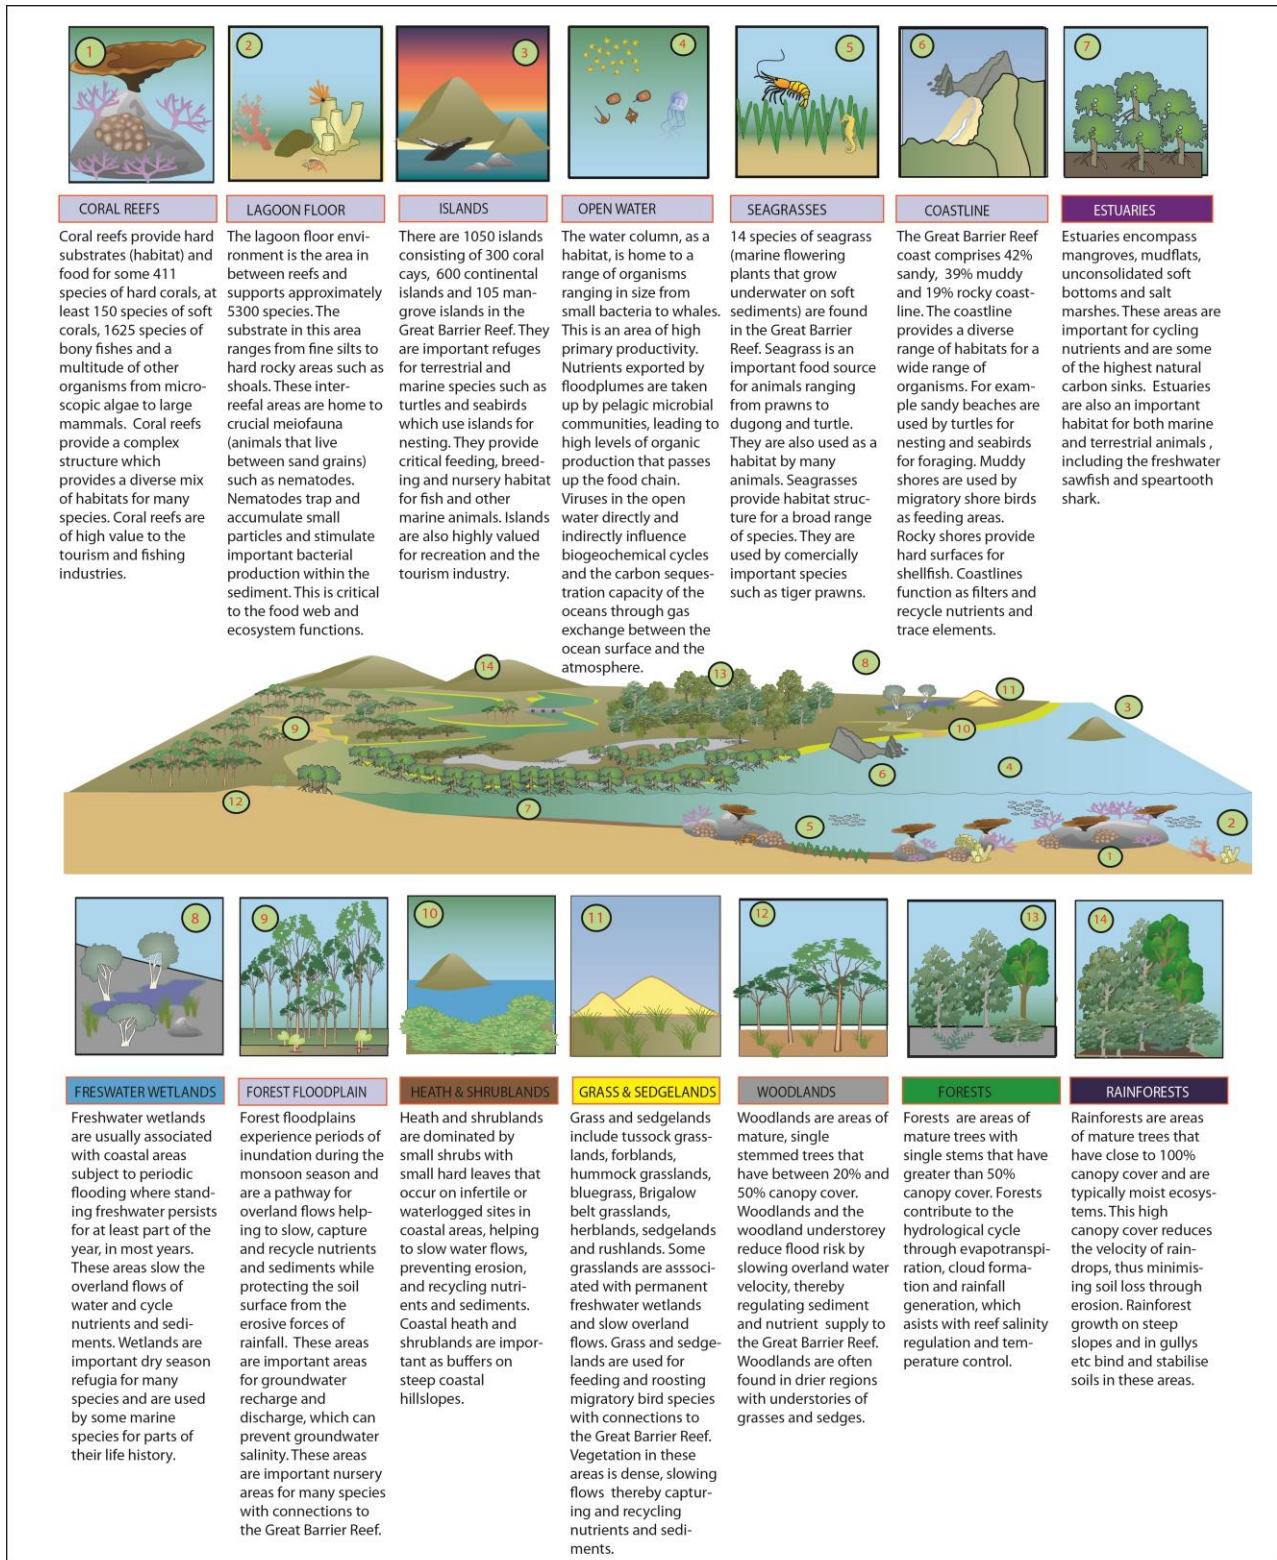 1
2
3
4
5
6
7
CORAL REEFS
Coral reefs provide hard
substrates (habitat) and
food for some 411
species of hard corals, at
least 150 species of soft
corals, 1625 species of
bony fishes and a
multitude of other
organisms from micro-
scopic algae to large
mammals. Coral reefs
provide a complex
structure which
provides a diverse mix
of habitats for many
species. Coral reefs are
of high value to the
tourism and fishing
industries.
LAGOON FLOOR
The lagoon floor envi-
ronment is the area in
between reefs and
supports approximately
5300 species. The
substrate in this area
ranges from fine silts to
hard rocky areas such as
shoals. These inter-
reefal areas are home to
crucial meiofauna
(animals that live
between sand grains)
such as nematodes.
Nematodes trap and
accumulate small
particles and stimulate
important bacterial
production within the
sediment. This is critical
to the food web and
ecosystem functions.
ISLANDS
There are 1050 islands
consisting of 300 coral
cays, 600 continental
islands and 105 man-
grove islands in the
Great Barrier Reef. They
are important refuges
for terrestrial and
marine species such as
turtles and seabirds
which use islands for
nesting. They provide
critical feeding, breed-
ing and nursery habitat
for fish and other
marine animals. Islands
are also highly valued
for recreation and the
tourism industry.
OPEN WATER
The water column, as a
habitat, is home to a
range of organisms
ranging in size from
small bacteria to whales.
This is an area of high
primary productivity.
Nutrients exported by
floodplumes are taken
up by pelagic microbial
communities, leading to
high levels of organic
production that passes
up the food chain.
Viruses in the open
water directly and
indirectly influence
biogeochemical cycles
and the carbon seques-
tration capacity of the
oceans through gas
exchange between the
ocean surface and the
atmosphere.
SEAGRASSES
14 species of seagrass
(marine flowering
plants that grow
underwater on soft
sediments) are found
in the Great Barrier
Reef. Seagrass is an
important food source
for animals ranging
from prawns to
dugong and turtle.
They are also used as a
habitat by many
animals. Seagrasses
provide habitat struc-
ture for a broad range
of species. They are
used by comercially
important species
such as tiger prawns.
COASTLINE
The Great Barrier Reef
coast comprises 42%
sandy, 39% muddy
and 19% rocky coast-
line. The coastline
provides a diverse
range of habitats for a
wide range of
organisms. For exam-
ple sandy beaches are
used by turtles for
nesting and seabirds
for foraging. Muddy
shores are used by
migratory shore birds
as feeding areas.
Rocky shores provide
hard surfaces for
shellfish. Coastlines
function as filters and
recycle nutrients and
trace elements.
ESTUARIES
Estuaries encompass
mangroves, mudflats,
unconsolidated soft
bottoms and salt
marshes. These areas are
important for cycling
nutrients and are some
of the highest natural
carbon sinks. Estuaries
are also an important
habitat for both marine
and terrestrial animals ,
including the freshwater
sawfish and speartooth
shark.
14
13
8
11
3
9
10
6
4
12
7
5
2
1
8
9
10
11
12
13
14
FRESWATER WETLANDS
Freshwater wetlands
are usually associated
with coastal areas
subject to periodic
flooding where stand-
ing freshwater persists
for at least part of the
year, in most years.
These areas slow the
overland flows of
water and cycle
nutrients and sedi-
ments. Wetlands are
important dry season
refugia for many
species and are used
by some marine
species for parts of
their life history.
FOREST FLOODPLAIN
Forest floodplains
experience periods of
inundation during the
monsoon season and
are a pathway for
overland flows help-
ing to slow, capture
and recycle nutrients
and sediments while
protecting the soil
surface from the
erosive forces of
rainfall. These areas
are important areas
for groundwater
recharge and
discharge, which can
prevent groundwater
salinity. These areas
are important nursery
areas for many species
with connections to
the Great Barrier Reef.
HEATH & SHRUBLANDS
Heath and shrublands
are dominated by
small shrubs with
small hard leaves that
occur on infertile or
waterlogged sites in
coastal areas, helping
to slow water flows,
preventing erosion,
and recycling nutri-
ents and sediments.
Coastal heath and
shrublands are impor-
tant as buffers on
steep coastal
hillslopes.
GRASS & SEDGELANDS
Grass and sedgelands
include tussock grass-
lands, forblands,
hummock grasslands,
bluegrass, Brigalow
belt grasslands,
herblands, sedgelands
and rushlands. Some
grasslands are asssoci-
ated with permanent
freshwater wetlands
and slow overland
flows. Grass and sedge-
lands are used for
feeding and roosting
migratory bird species
with connections to
the Great Barrier Reef.
Vegetation in these
areas is dense, slowing
flows thereby captur-
ing and recycling
nutrients and sedi-
ments.
WOODLANDS
Woodlands are areas of
mature, single
stemmed trees that
have between 20% and
50% canopy cover.
Woodlands and the
woodland understorey
reduce flood risk by
slowing overland water
velocity, thereby
regulating sediment
and nutrient supply to
the Great Barrier Reef.
Woodlands are often
found in drier regions
with understories of
grasses and sedges.
FORESTS
Forests are areas of
mature trees with
single stems that have
greater than 50%
canopy cover. Forests
contribute to the
hydrological cycle
through evapotranspi-
ration, cloud forma-
tion and rainfall
generation, which
asists with reef salinity
regulation and tem-
perature control.
RAINFORESTS
Rainforests are areas
of mature trees that
have close to 100%
canopy cover and are
typically moist ecosys-
tems. This high
canopy cover reduces
the velocity of rain-
drops, thus minimis-
ing soil loss through
erosion. Rainforest
growth on steep
slopes and in gullys
etc bind and stabilise
soils in these areas.